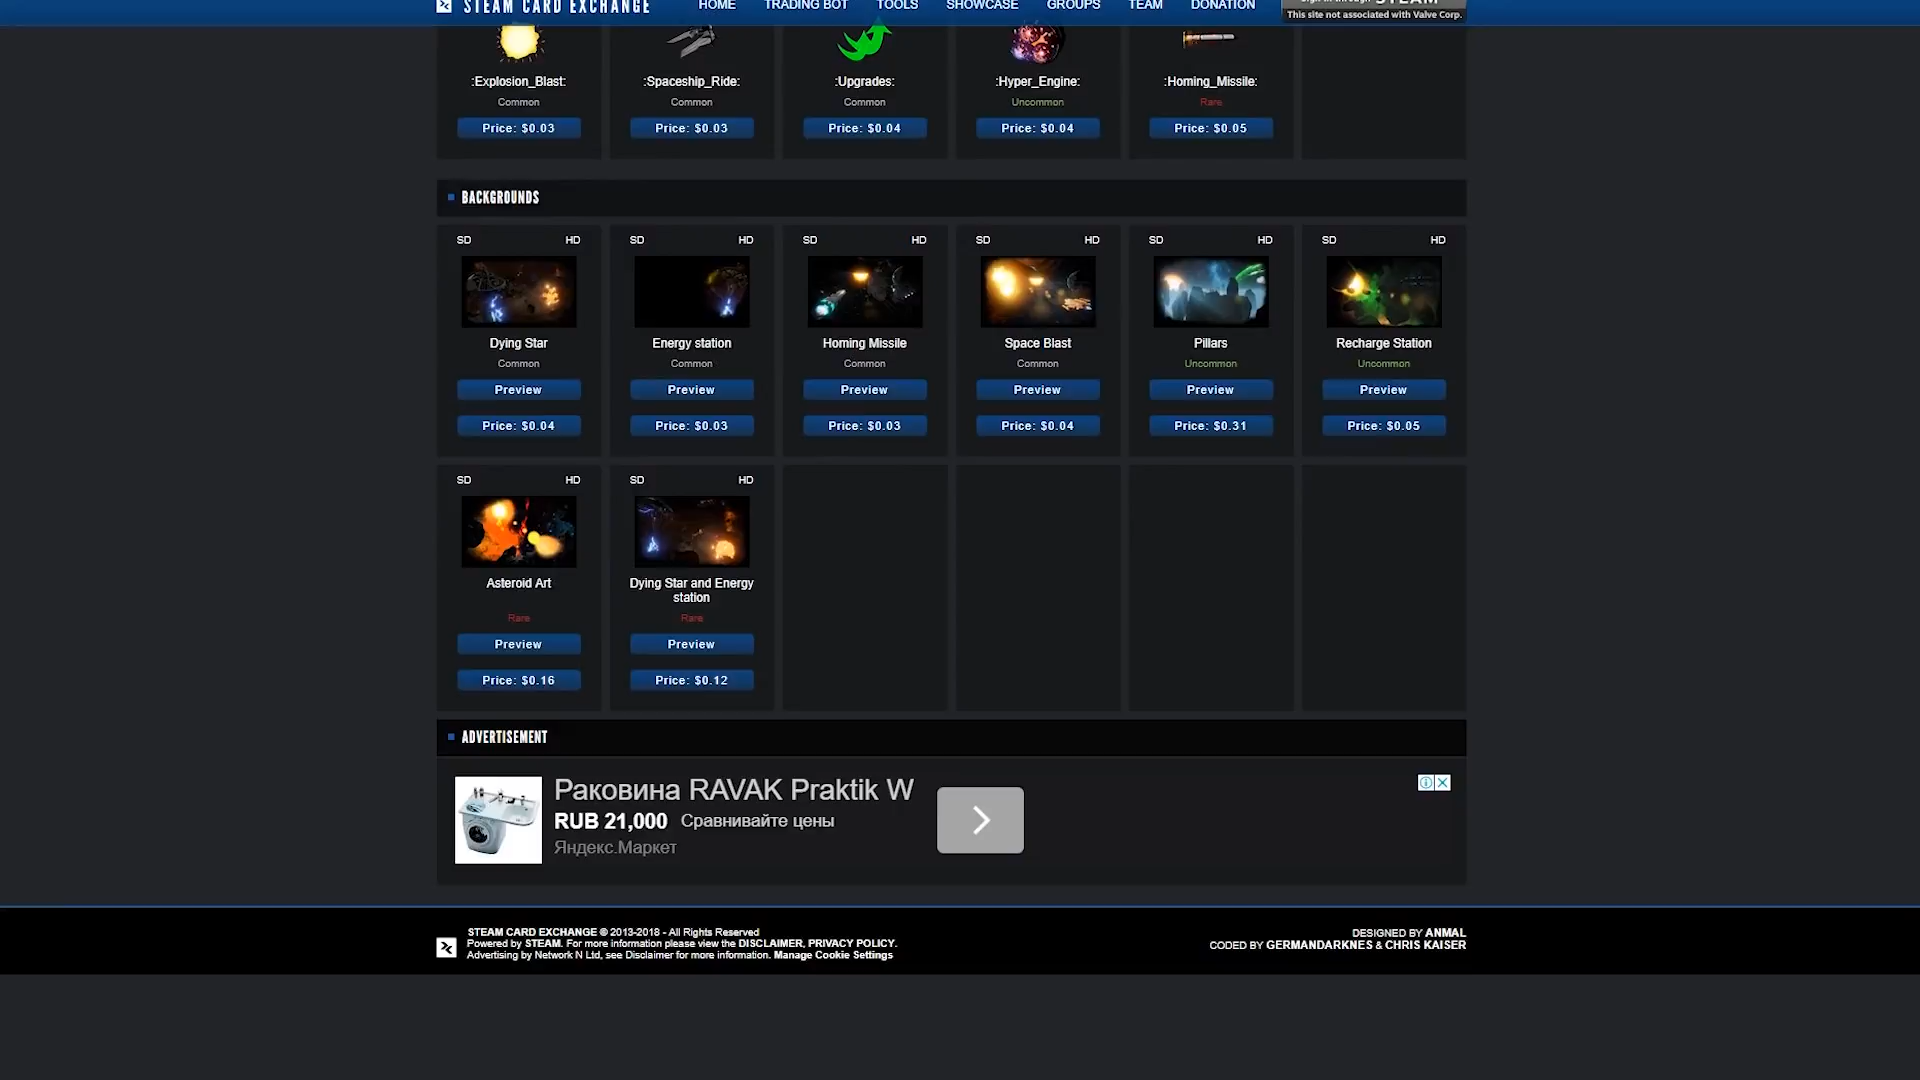 STEAM CARD EXCHANGE
HOME TRADING BOT TOOLS SHOWCASE GROUPS TEAM DONATION
STEAM
This site not associated with Valve Corp.
:Explosion_Blast: :Spaceship_Ride: :Upgrades: :Hyper_Engine: :Homing_Missile:
Common Common Common Uncommon Rare
Price: $0.03 Price: $0.03 Price: $0.04 Price: $0.04 Price: $0.05
BACKGROUNDS
SD HD SD HD SD HD SD HD SD HD SD HD
Dying Star Energy station Homing Missile Space Blast Pillars Recharge Station
Common Common Common Common Uncommon Uncommon
Preview Preview Preview Preview Preview Preview
Price: $0.04 Price: $0.03 Price: $0.03 Price: $0.04 Price: $0.31 Price: $0.05
SD HD SD HD
Asteroid Art Dying Star and Energy
station
Rare Rare
Preview Preview
Price: $0.16 Price: $0.12
ADVERTISEMENT
Раковина RAVAK Praktik W
RUB 21,000 Сравнивайте цены
Яндекс.Маркет
STEAM CARD EXCHANGE © 2013-2018 - All Rights Reserved
Powered by STEAM. For more information please view the DISCLAIMER, PRIVACY POLICY.
Advertising by Network N Ltd, see Disclaimer for more information. Manage Cookie Settings
DESIGNED BY ANMAL
CODED BY GERMANDARKNES & CHRIS KAISER